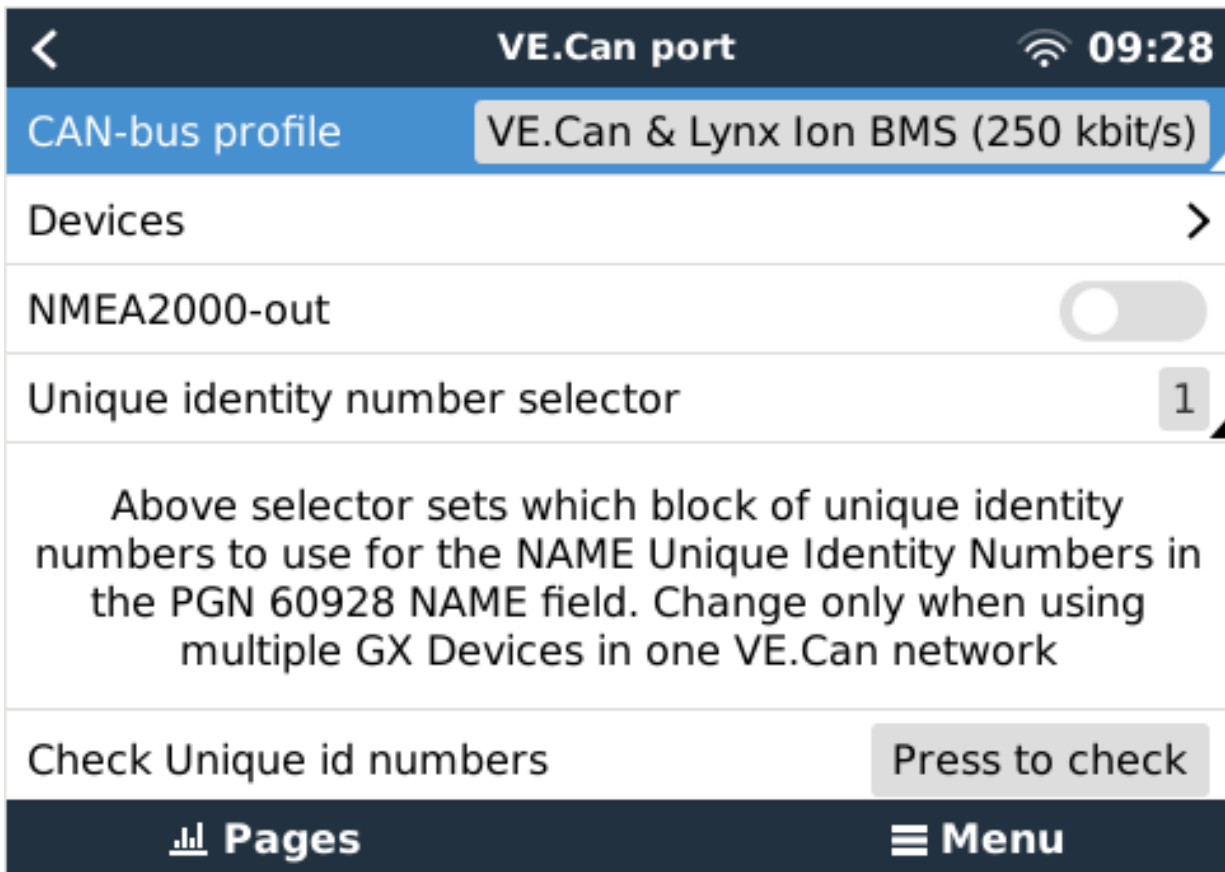 VE.Can port
09:28
CAN-bus profile
VE.Can & Lynx Ion BMS (250 kbit/s)
Devices
NMEA2000-out
Unique identity number selector
1
Above selector sets which block of unique identity
numbers to use for the NAME Unique Identity Numbers in
the PGN 60928 NAME field. Change only when using
multiple GX Devices in one VE.Can network
Check Unique id numbers
Press to check
Pages
Menu